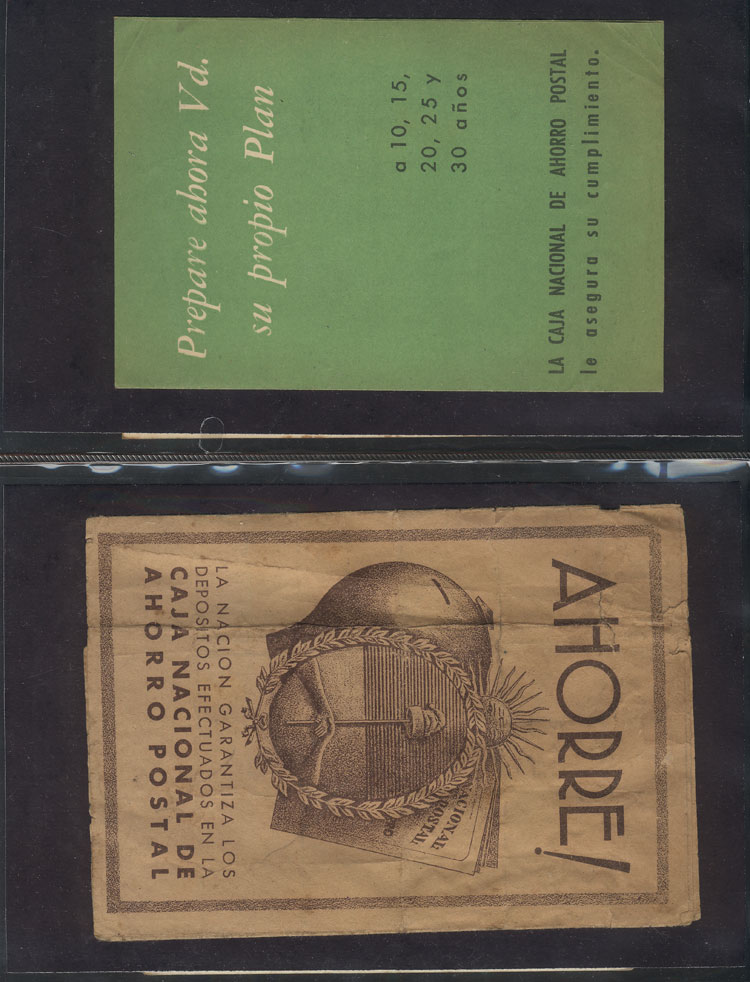 Prepare ahora Vd.
su propio Plan
a 10, 15,
20, 25 y
30 años
LA CAJA NACIONAL DE AHORRO POSTAL
le asegura su cumplimiento.
AHORRE!
NACIONAL
POSTAL
LA NACION GARANTIZA LOS
DEPOSITOS EFECTUADOS EN LA
CAJA NACIONAL DE
AHORRO POSTAL